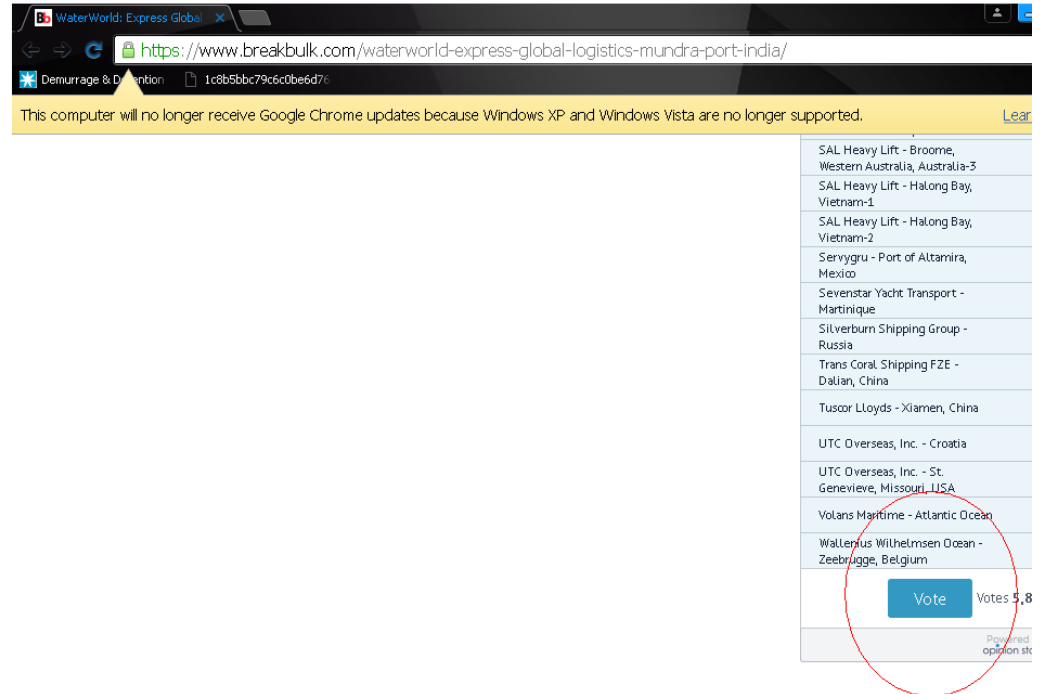 WaterWorld: Express Global
https://www.breakbulk.com/waterworld-express-global-logistics-mundra-port-india/
Demurrage & Detention
1c8b5bbc79c6c0be6d76
This computer will no longer receive Google Chrome updates because Windows XP and Windows Vista are no longer supported.
Lear
SAL Heavy Lift - Broome,
Western Australia, Australia-3
SAL Heavy Lift - Halong Bay,
Vietnam-1
SAL Heavy Lift - Halong Bay,
Vietnam-2
Servygru - Port of Altamira,
Mexico
Sevenstar Yacht Transport -
Martinique
Silverburn Shipping Group -
Russia
Trans Coral Shipping FZE -
Dalian, China
Tuscor Lloyds - Xiamen, China
UTC Overseas, Inc. - Croatia
UTC Overseas, Inc. - St.
Genevieve, Missouri, USA
Volans Maritime - Atlantic Ocean
Wallenius Wilhelmsen Ocean -
Zeebrugge, Belgium
Vote
Votes 5,8
Powered
opinion sta